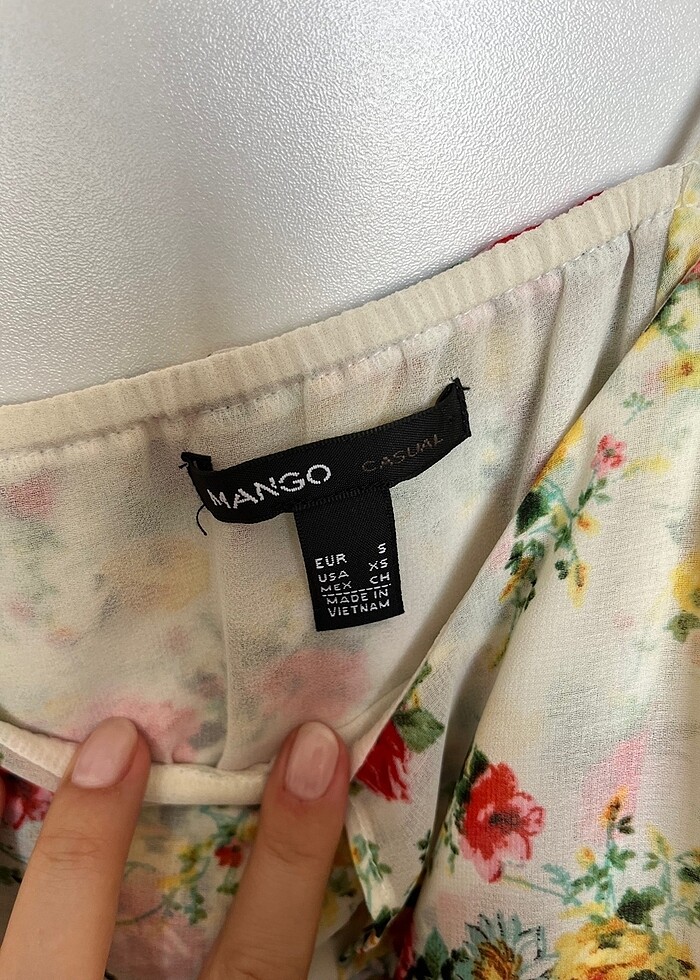 MANGO CASUAL
EUR S
USA XS
MEX CH
MADE IN
VIETNAM